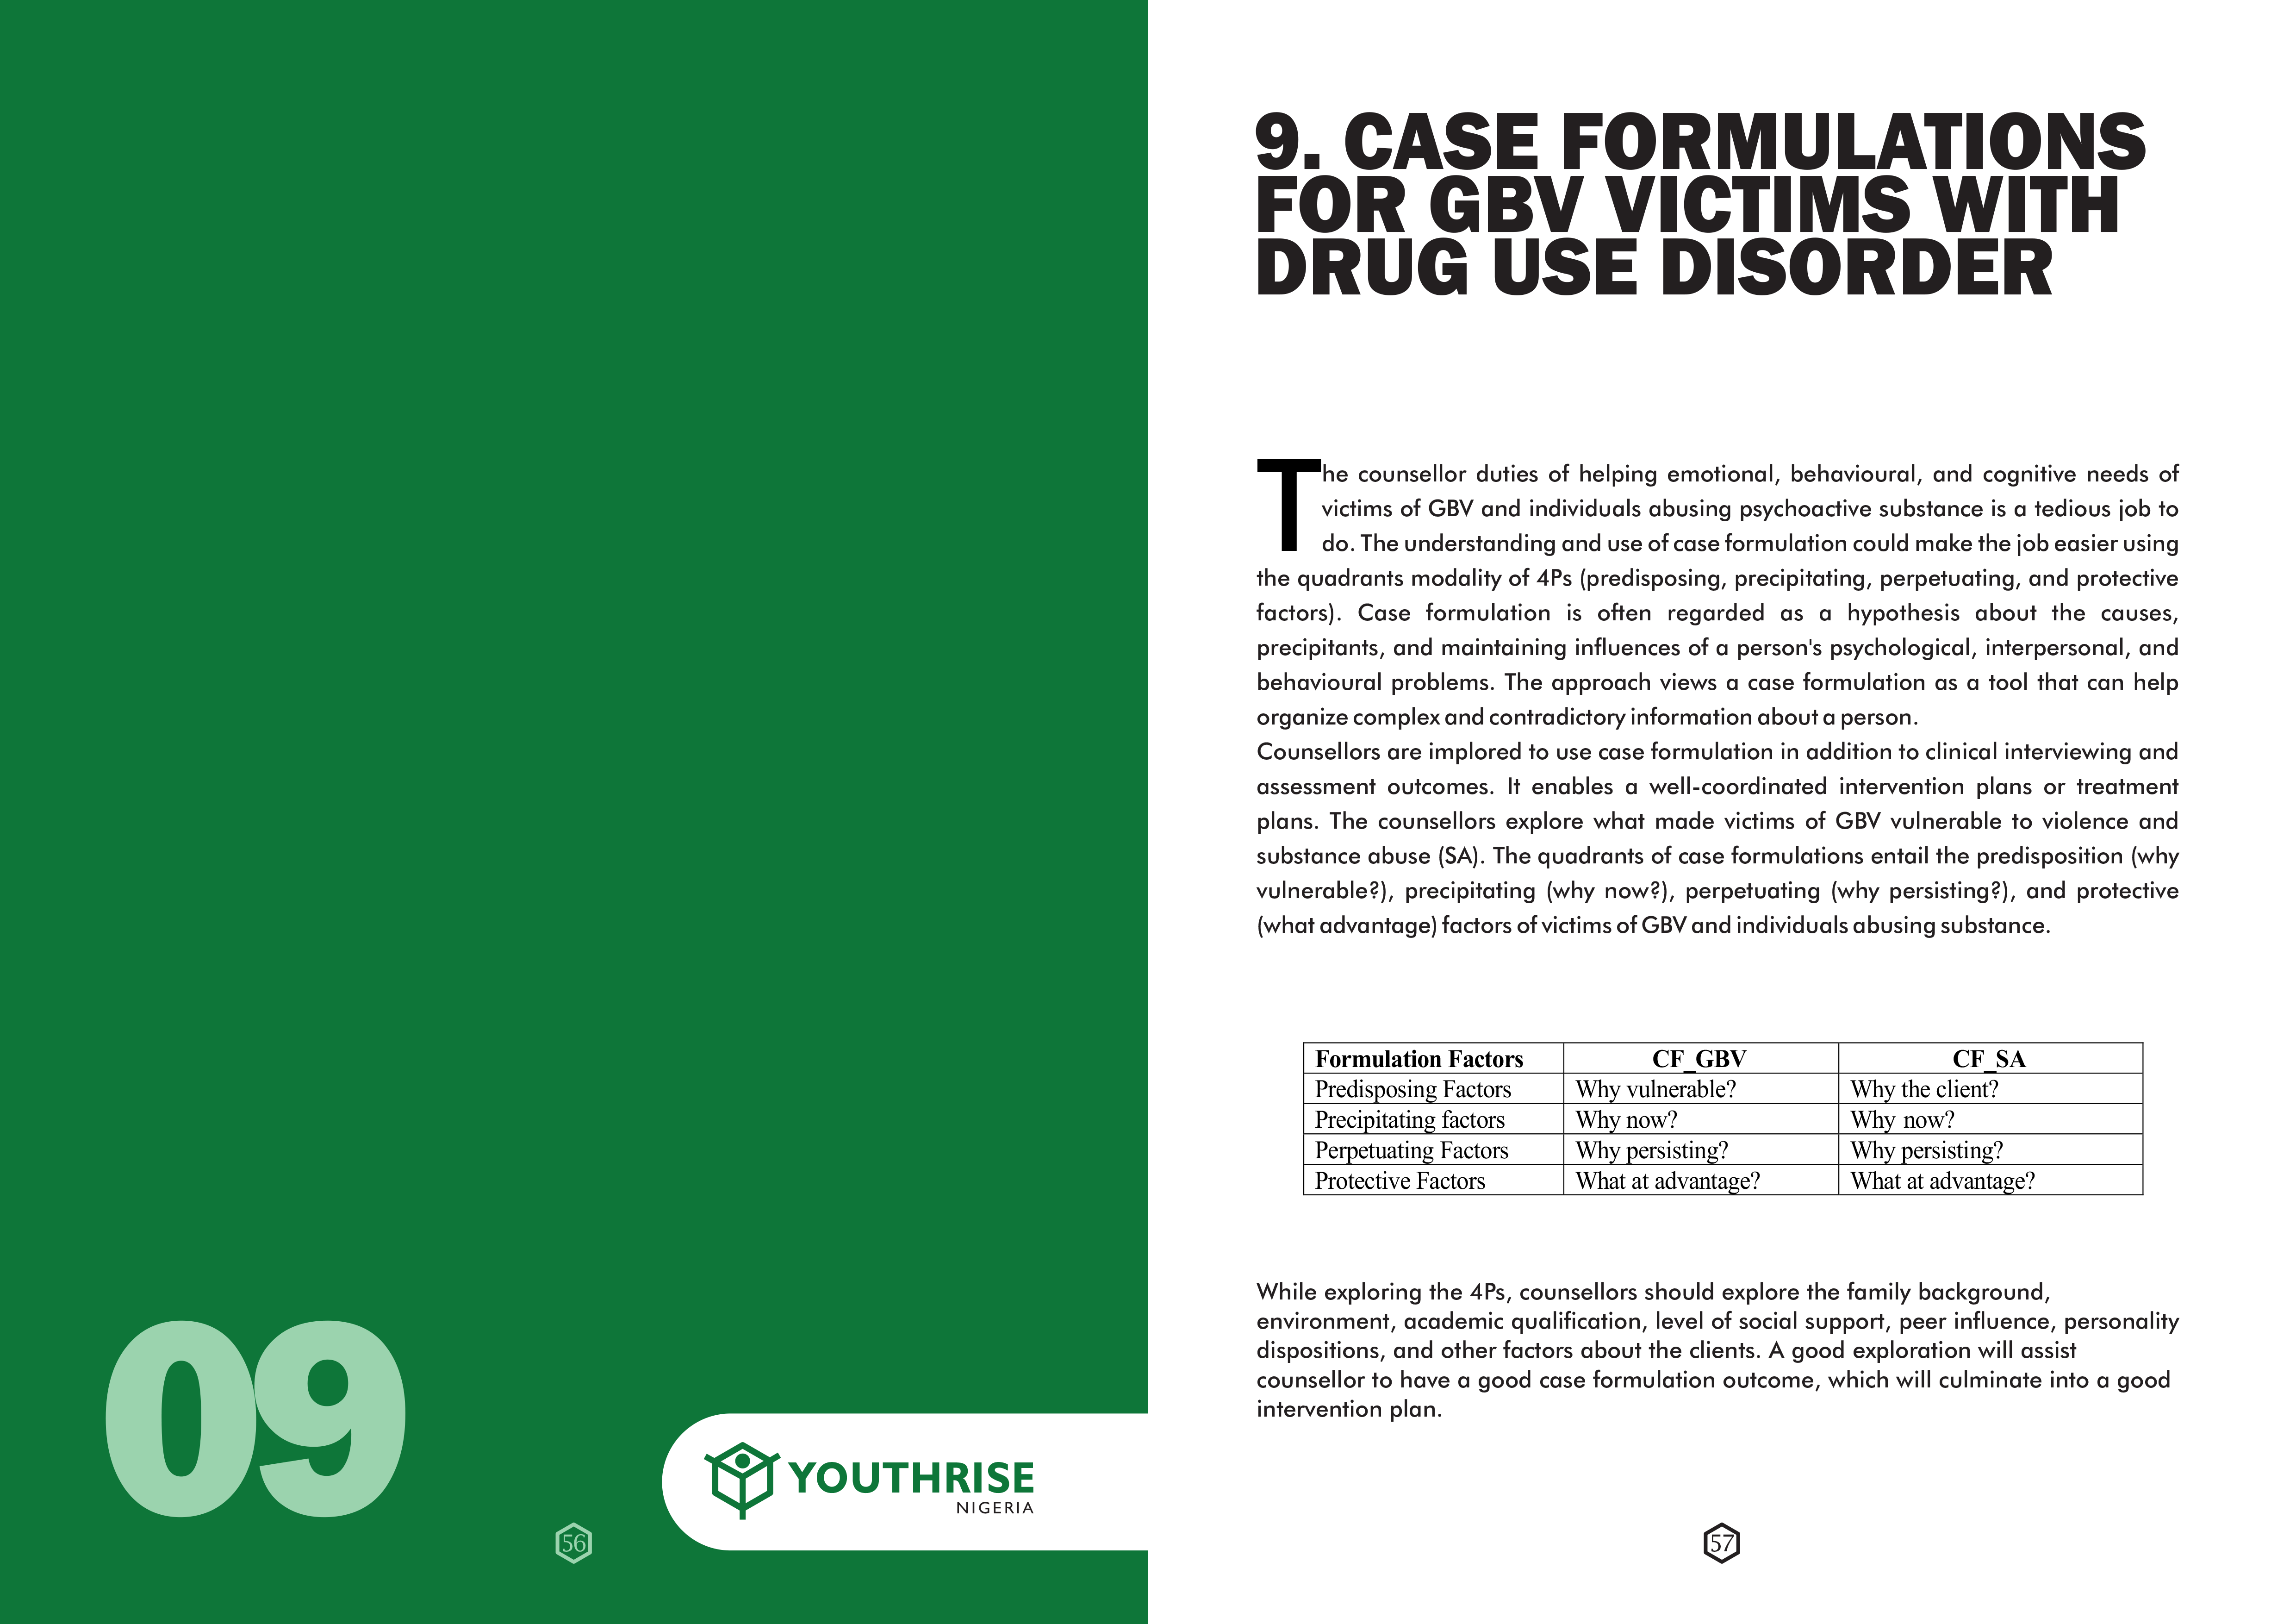 09
56
YOUTHRISE
NIGERIA
9. CASE FORMULATIONS
FOR GBV VICTIMS WITH
DRUG USE DISORDER
The counsellor duties of helping emotional, behavioural, and cognitive needs of
victims of GBV and individuals abusing psychoactive substance is a tedious job to
do. The understanding and use of case formulation could make the job easier using
the quadrants modality of 4Ps (predisposing, precipitating, perpetuating, and protective
factors). Case formulation is often regarded as a hypothesis about the causes,
precipitants, and maintaining influences of a person's psychological, interpersonal, and
behavioural problems. The approach views a case formulation as a tool that can help
organize complex and contradictory information about a person.
Counsellors are implored to use case formulation in addition to clinical interviewing and
assessment outcomes. It enables a well-coordinated intervention plans or treatment
plans. The counsellors explore what made victims of GBV vulnerable to violence and
substance abuse (SA). The quadrants of case formulations entail the predisposition (why
vulnerable?), precipitating (why now?), perpetuating (why persisting?), and protective
(what advantage) factors of victims of GBV and individuals abusing substance.
Formulation Factors CF_GBV CF_SA
Predisposing Factors Why vulnerable? Why the client?
Precipitating factors Why now? Why now?
Perpetuating Factors Why persisting? Why persisting?
Protective Factors What at advantage? What at advantage?
While exploring the 4Ps, counsellors should explore the family background,
environment, academic qualification, level of social support, peer influence, personality
dispositions, and other factors about the clients. A good exploration will assist
counsellor to have a good case formulation outcome, which will culminate into a good
intervention plan.
57